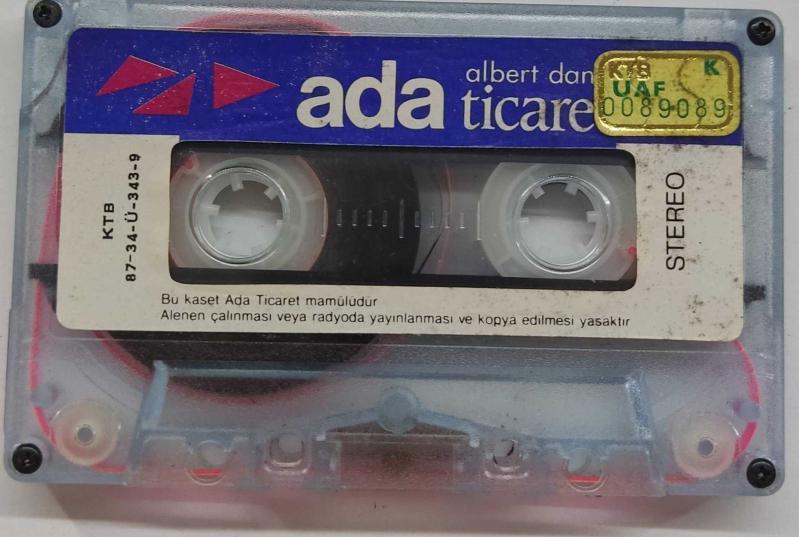 albert dan
ada ticare
KTB K
UAF
0089089
KTB
87-34-Ü-343-9
STEREO
Bu kaset Ada Ticaret mamülüdür
Alenen çalınması veya radyoda yayınlanması ve kopya edilmesi yasaktır